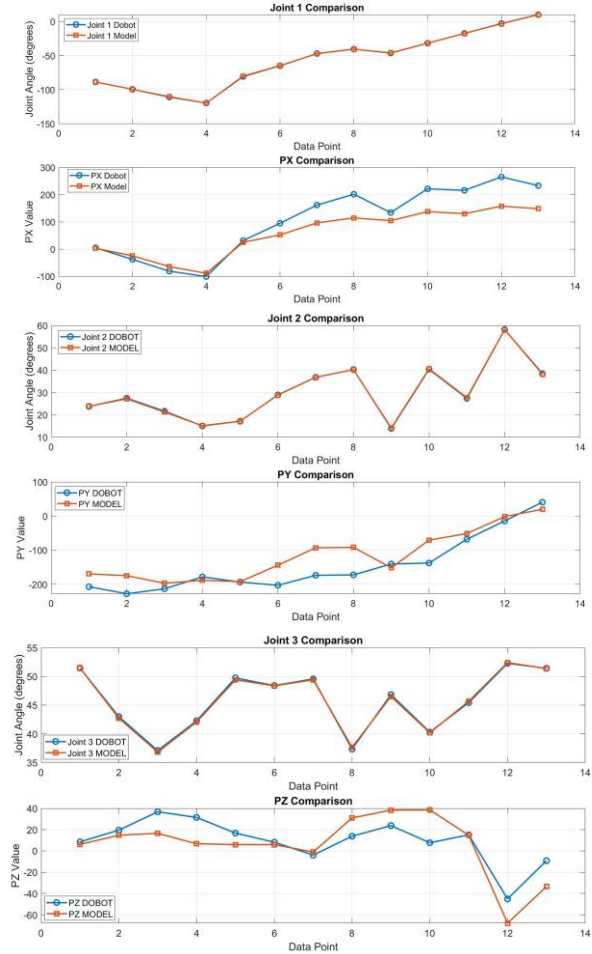 Joint 1 Comparison
Joint Angle (degrees)
0
-50
-100
-150
Joint 1 Dobot
Joint 1 Model
0 2 4 6 8 10 12 14
Data Point
PX Comparison
PX Value
300
200
100
0
-100
PX Dobot
PX Model
0 2 4 6 8 10 12 14
Data Point
Joint 2 Comparison
Joint Angle (degrees)
60
50
40
30
20
10
Joint 2 DOBOT
Joint 2 MODEL
0 2 4 6 8 10 12 14
Data Point
PY Comparison
PY Value
100
0
-100
-200
PY DOBOT
PY MODEL
0 2 4 6 8 10 12 14
Data Point
Joint 3 Comparison
Joint Angle (degrees)
55
50
45
40
35
Joint 3 DOBOT
Joint 3 MODEL
0 2 4 6 8 10 12 14
Data Point
PZ Comparison
PZ Value
40
20
0
-20
-40
-60
PZ DOBOT
PZ MODEL
0 2 4 6 8 10 12 14
Data Point